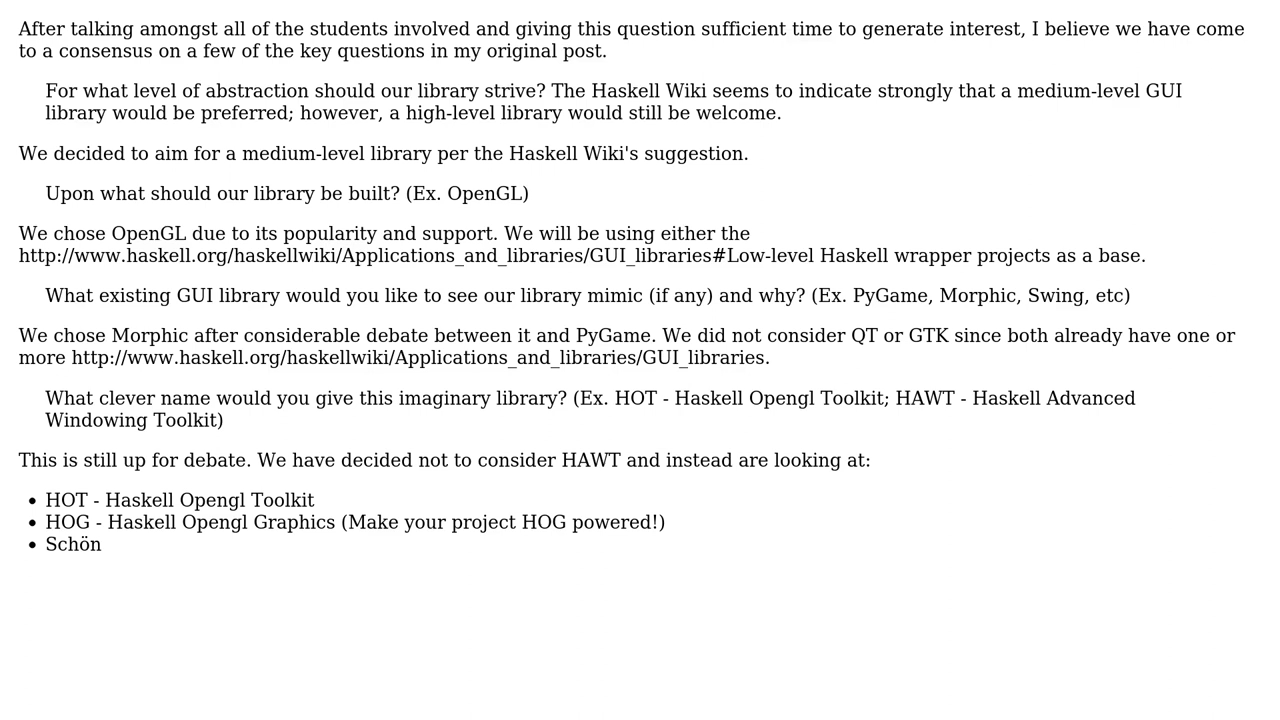 After talking amongst all of the students involved and giving this question sufficient time to generate interest, I believe we have come
to a consensus on a few of the key questions in my original post.
For what level of abstraction should our library strive? The Haskell Wiki seems to indicate strongly that a medium-level GUI
library would be preferred; however, a high-level library would still be welcome.
We decided to aim for a medium-level library per the Haskell Wiki's suggestion.
Upon what should our library be built? (Ex. OpenGL)
We chose OpenGL due to its popularity and support. We will be using either the
http://www.haskell.org/haskellwiki/Applications_and_libraries/GUI_libraries#Low-level Haskell wrapper projects as a base.
What existing GUI library would you like to see our library mimic (if any) and why? (Ex. PyGame, Morphic, Swing, etc)
We chose Morphic after considerable debate between it and PyGame. We did not consider QT or GTK since both already have one or
more http://www.haskell.org/haskellwiki/Applications_and_libraries/GUI_libraries.
What clever name would you give this imaginary library? (Ex. HOT - Haskell Opengl Toolkit; HAWT - Haskell Advanced
Windowing Toolkit)
This is still up for debate. We have decided not to consider HAWT and instead are looking at:
• HOT - Haskell Opengl Toolkit
• HOG - Haskell Opengl Graphics (Make your project HOG powered!)
• Schön